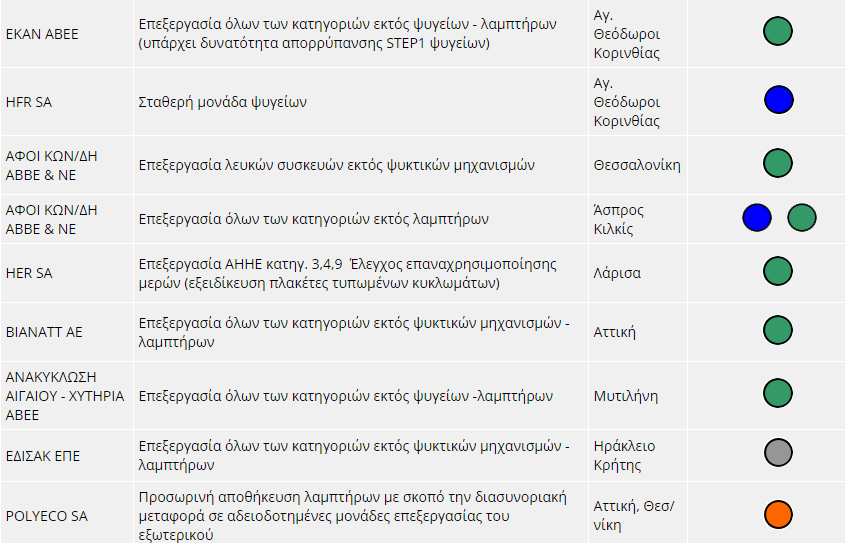 ΕΚΑΝ ΑΒΕΕ
Επεξεργασία όλων των κατηγοριών εκτός ψυγείων - λαμπτήρων
(υπάρχει δυνατότητα απορρύπανσης STEP1 ψυγείων)
Αγ.
Θεόδωροι
Κορινθίας
HFR SA
Σταθερή μονάδα ψυγείων
Αγ.
Θεόδωροι
Κορινθίας
ΑΦΟΙ ΚΩΝ/ΔΗ
ΑΒΒΕ & ΝΕ
Επεξεργασία λευκών συσκευών εκτός ψυκτικών μηχανισμών
Θεσσαλονίκη
ΑΦΟΙ ΚΩΝ/ΔΗ
ΑΒΒΕ & ΝΕ
Επεξεργασία όλων των κατηγοριών εκτός λαμπτήρων
Άσπρος
Κιλκίς
HER SA
Επεξεργασία ΑΗΗΕ κατηγ. 3,4,9 Έλεγχος επαναχρησιμοποίησης
μερών (εξειδίκευση πλακέτες τυπωμένων κυκλωμάτων)
Λάρισα
ΒΙΑΝΑΤΤ ΑΕ
Επεξεργασία όλων των κατηγοριών εκτός ψυκτικών μηχανισμών -
λαμπτήρων
Αττική
ΑΝΑΚΥΚΛΩΣΗ
ΑΙΓΑΙΟΥ - ΧΥΤΗΡΙΑ
ΑΒΕΕ
Επεξεργασία όλων των κατηγοριών εκτός ψυγείων -λαμπτήρων
Μυτιλήνη
ΕΔΙΣΑΚ ΕΠΕ
Επεξεργασία όλων των κατηγοριών εκτός ψυκτικών μηχανισμών -
λαμπτήρων
Ηράκλειο
Κρήτης
POLYECO SA
Προσωρινή αποθήκευση λαμπτήρων με σκοπό την διασυνοριακή
μεταφορά σε αδειοδοτημένες μονάδες επεξεργασίας του
εξωτερικού
Αττική, Θεσ/
νίκη